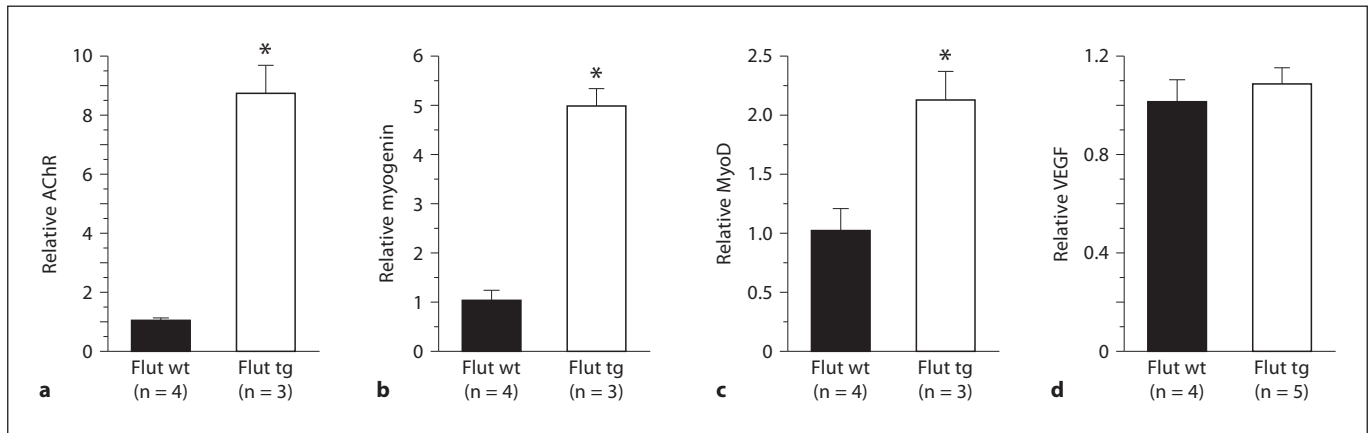 Relative AChR
10
8
6
4
2
0
*
Flut wt
(n = 4)
Flut tg
(n = 3)
a
Relative myogenin
6
5
4
3
2
1
0
*
Flut wt
(n = 4)
Flut tg
(n = 3)
b
Relative MyoD
2.5
2.0
1.5
1.0
0.5
0
*
Flut wt
(n = 4)
Flut tg
(n = 3)
c
Relative VEGF
1.2
0.8
0.4
0
Flut wt
(n = 4)
Flut tg
(n = 5)
d